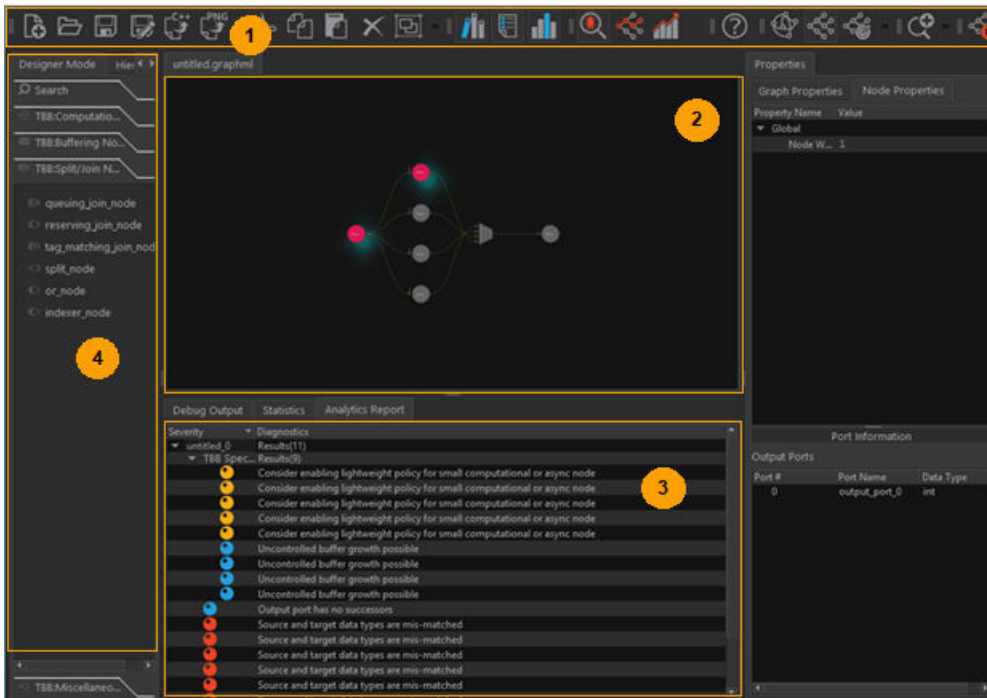 C++
PNG
1
Designer Mode
Hie
untitled.graphml
Properties
Search
TBB:Computatio...
TBB:Buffering No...
TBB:Split/Join N...
queuing_join_node
reserving_join_node
tag_matching_join_nod
split_node
or_node
indexer_node
4
2
Graph Properties
Node Properties
Property Name Value
Global
Node W... 1
Debug Output
Statistics
Analytics Report
Severity Diagnostics
untitled_0 Results(11)
TBB Spec... Results(9)
Consider enabling lightweight policy for small computational or async node
Consider enabling lightweight policy for small computational or async node
Consider enabling lightweight policy for small computational or async node
Consider enabling lightweight policy for small computational or async node
Consider enabling lightweight policy for small computational or async node
Uncontrolled buffer growth possible
Uncontrolled buffer growth possible
Uncontrolled buffer growth possible
Uncontrolled buffer growth possible
Output port has no successors
Source and target data types are mis-matched
Source and target data types are mis-matched
Source and target data types are mis-matched
Source and target data types are mis-matched
Source and target data types are mis-matched
3
Port Information
Output Ports
Port # Port Name Data Type
0 output_port_0 int
TBB:Miscellaneo...